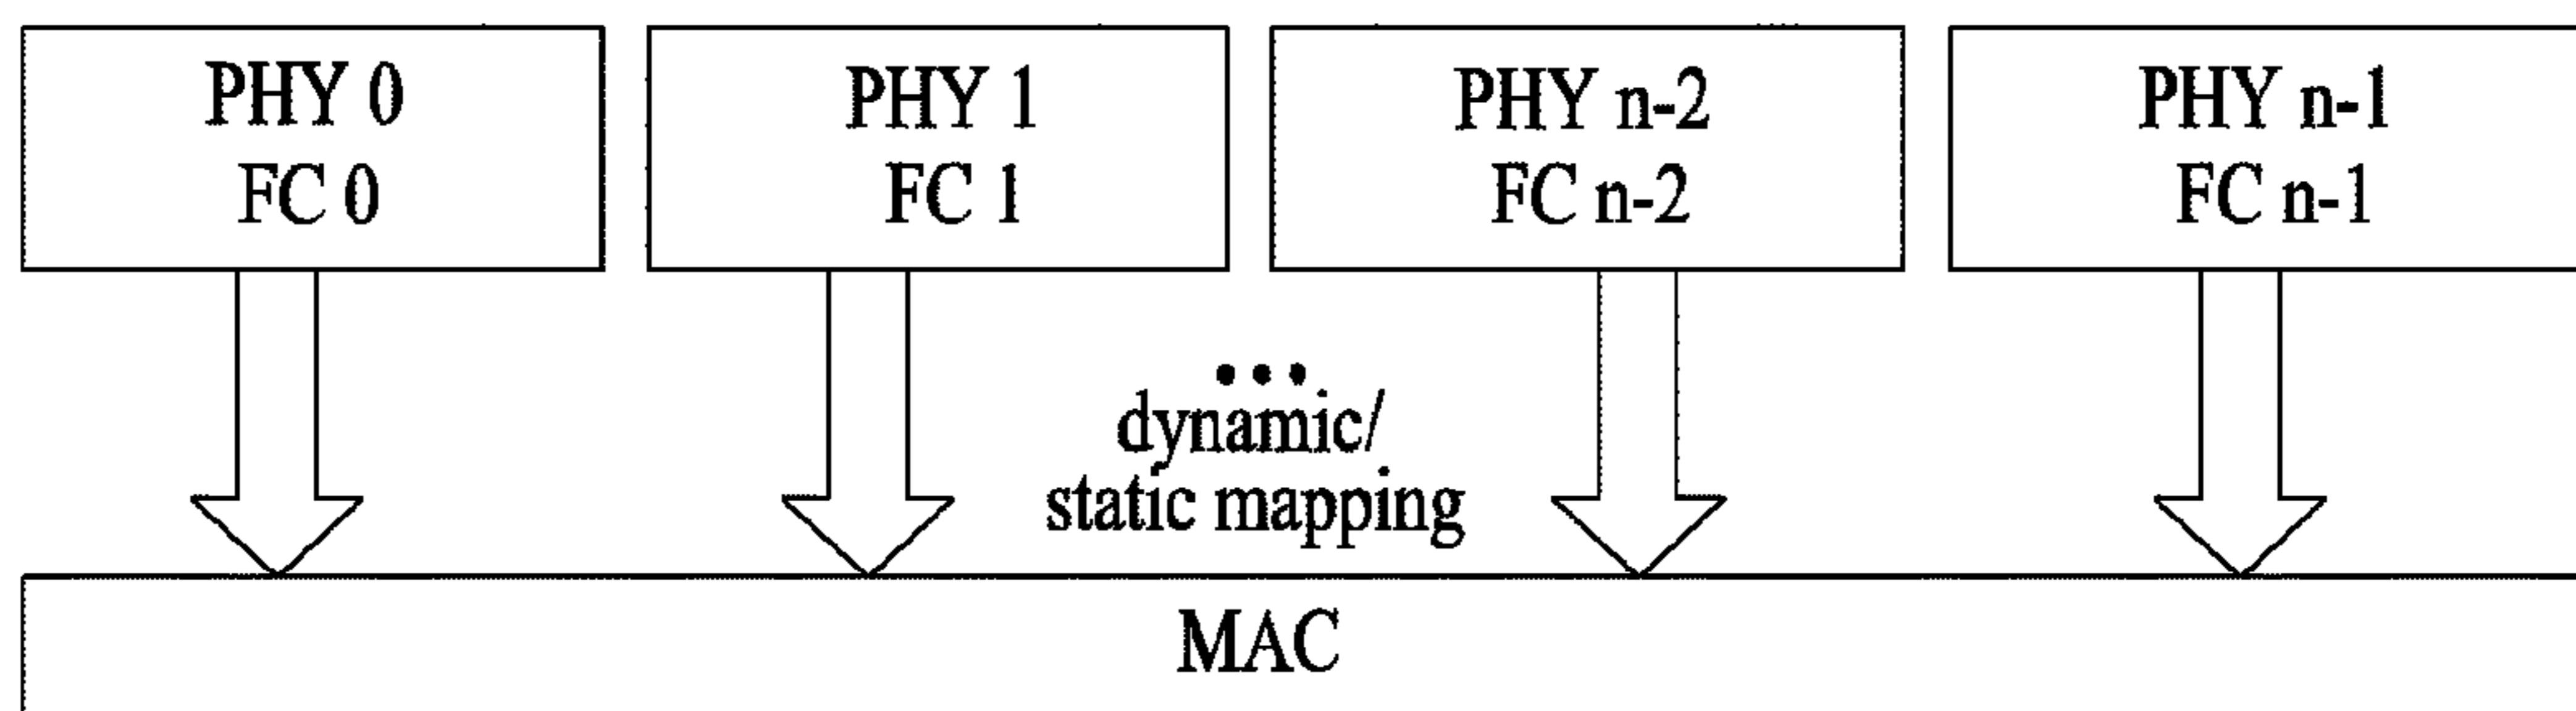 PHY 0
FC 0
PHY 1
FC 1
PHY n-2
FC n-2
PHY n-1
FC n-1
•••
dynamic/
static mapping
MAC